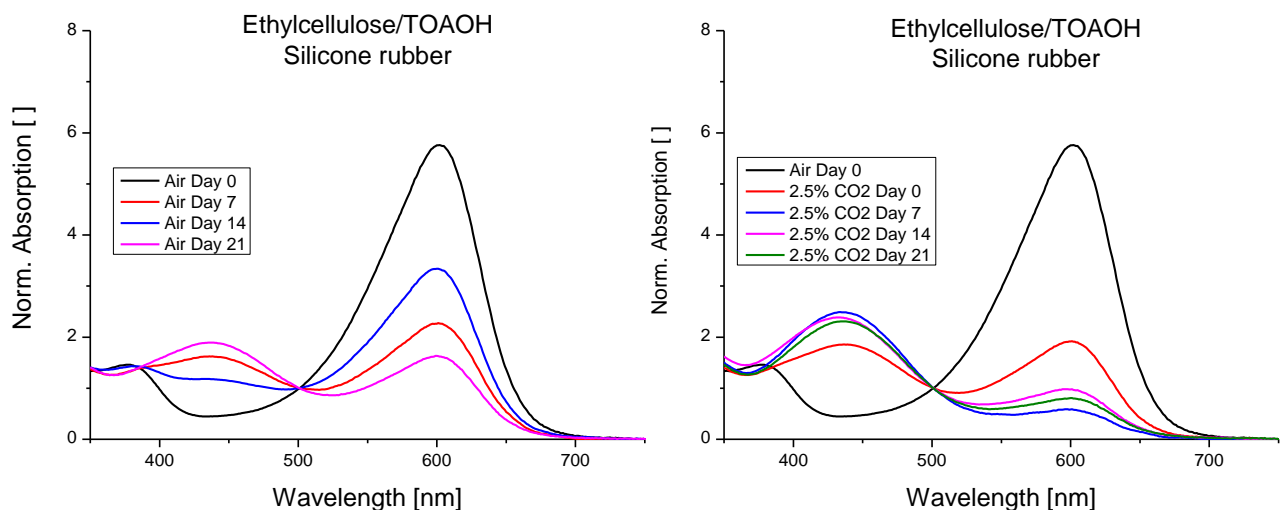 Ethylcellulose/TOAOH
Silicone rubber
8
6
4
2
0
Norm. Absorption [ ]
Air Day 0
Air Day 7
Air Day 14
Air Day 21
400
500
600
700
Wavelength [nm]
Ethylcellulose/TOAOH
Silicone rubber
8
6
4
2
0
Norm. Absorption [ ]
Air Day 0
2.5% CO2 Day 0
2.5% CO2 Day 7
2.5% CO2 Day 14
2.5% CO2 Day 21
400
500
600
700
Wavelength [nm]